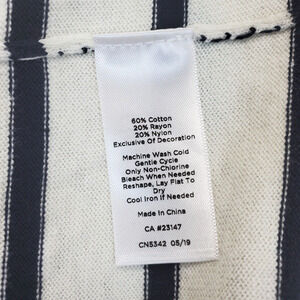 60% Cotton
20% Rayon
20% Nylon
Exclusive Of Decoration
Machine Wash Cold
Gentle Cycle
Only Non-Chlorine
Bleach When Needed
Reshape, Lay Flat To
Dry
Cool Iron If Needed
Made In China
CA #23147
CN5342 05/19